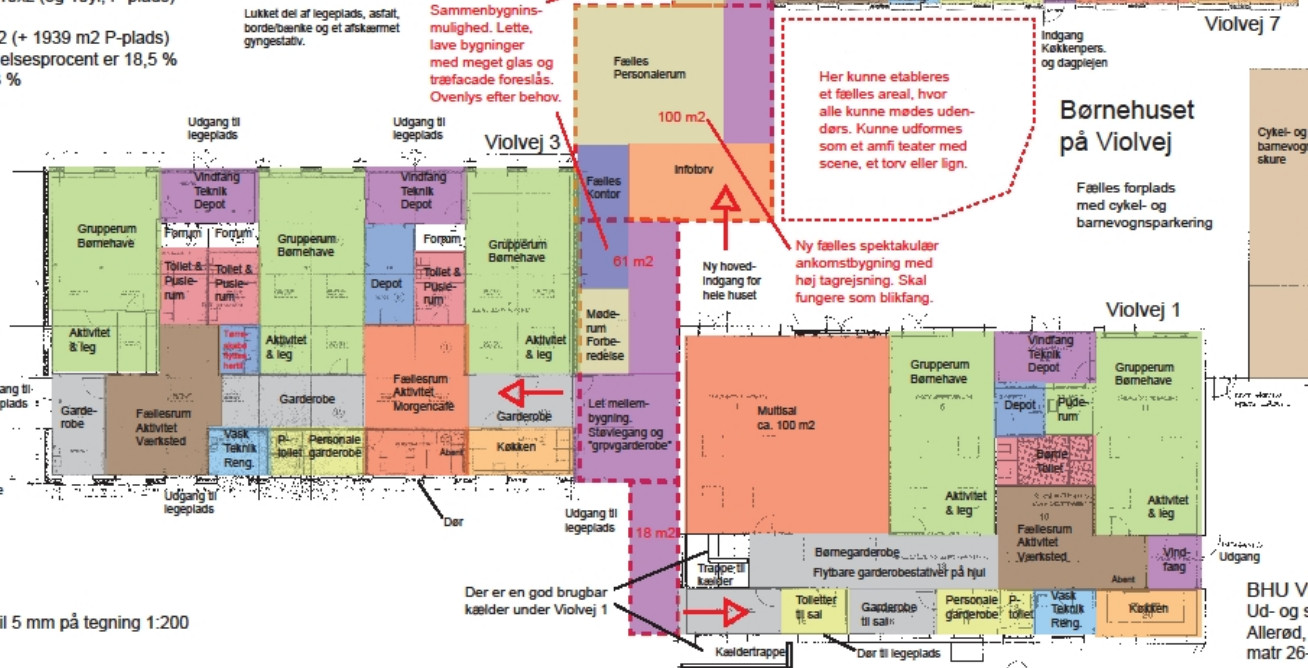 2 (+ 1939 m2 P-plads)
elsesprocent er 18,5 %
%
Lukket del af legeplads, asfalt,
borde/bænke og et afskærmet
gyngestativ.
Sammenbygnins-
mulighed. Lette,
lave bygninger
med meget glas og
træfacade foreslås.
Ovenlys efter behov.
Fælles
Personalerum
100 m2
Infotorv
Fælles
Kontor
61 m2
Møde-
rum
Forbe-
redelse
Her kunne etableres
et fælles areal, hvor
alle kunne mødes uden-
dørs. Kunne udformes
som et amfi teater med
scene, et torv eller lign.
Indgang
Køkkenpers.
og dagplejen
Violvej 7
Børnehuset
på Violvej
Fælles forplads
med cykel- og
barnevognsparkering
Cykel- og
barnevogn
skure
Ny hoved-
indgang for
hele huset
Ny fælles spektakulær
ankomstbygning med
høj tagrejsning. Skal
fungere som blikfang.
Udgang til
legeplads
Udgang til
legeplads
Violvej 3
Grupperum
Børnehave
Vindfang
Teknik
Depot
Grupperum
Børnehave
Vindfang
Teknik
Depot
Grupperum
Børnehave
Forrum
Forrum
Forrum
Toilet &
Pusle-
rum
Toilet &
Pusle-
rum
Depot
Toilet &
Pusle-
rum
Aktivitet
& leg
Aktivitet
& leg
Aktivitet
& leg
ang til
plads
Garde-
robe
Fællesrum
Aktivitet
Værksted
Garderobe
Fællesrum
Aktivitet
Morgencafe
Garderobe
Vask
Teknik
Reng.
P-
toilet
Personale
garderobe
Åbent
Køkken
Let mellem-
bygning.
Støvlegang og
"grovgarderobe"
Udgang til
legeplads
Dør
Udgang til
legeplads
18 m2
Violvej 1
Multisal
ca. 100 m2
Grupperum
Børnehave
Vindfang
Teknik
Depot
Grupperum
Børnehave
Depot
Pude-
rum
Børne
Toilet
Aktivitet
& leg
Aktivitet
& leg
Fællesrum
Aktivitet
Værksted
Åbent
Vind-
fang
Udgang
Trappe til
kælder
Børnegarderobe
Flytbare garderobestativer på hjul
Der er en god brugbar
kælder under Violvej 1
Toiletter
til sal
Garderobe
til sal
Personale
garderobe
P-
toilet
Vask
Teknik
Reng.
Køkken
Kældertrappe
Dør til legeplads
il 5 mm på tegning 1:200
BHU V
Ud- og s
Allerød,
matr 26-